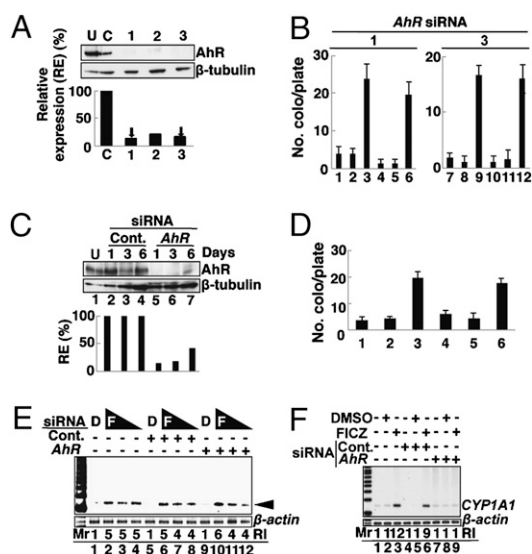 A
U C 1 2 3
AhR
β-tubulin
Relative expression (RE) (%)
100
50
0
C 1 2 3
B
AhR siRNA
1 3
No. colo/plate
30
20
10
0
1 2 3 4 5 6
20
10
0
7 8 9 10 11 12
C
siRNA
Cont. AhR
U 1 3 6 1 3 6 Days
AhR
β-tubulin
1 2 3 4 5 6 7
RE (%)
100
50
0
D
No. colo/plate
30
20
10
0
1 2 3 4 5 6
E
siRNA D F D F D F
Cont. - - - - + + + + - - - -
AhR - - - - - - - - + + + +
Mr 1 5 5 5 1 5 4 4 1 6 4 4 RI
1 2 3 4 5 6 7 8 9 10 11 12
F
DMSO - + - - + - - + -
FICZ - - + - - + - - +
siRNA
Cont. - - - + + + - - -
AhR - - - - - - + + +
CYP1A1
β-actin
Mr 1 1 12 1 1 9 1 1 1 RI
1 2 3 4 5 6 7 8 9